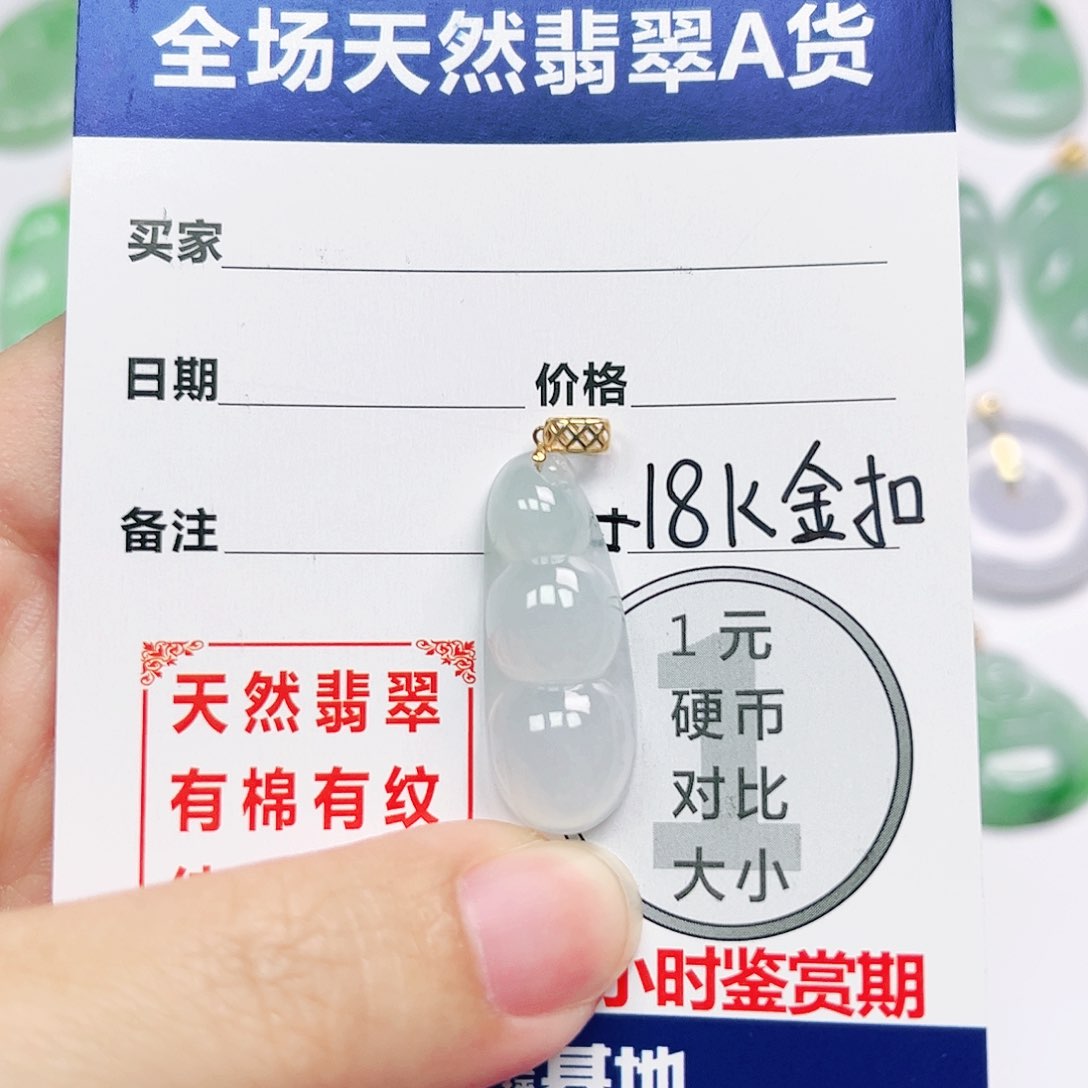 全场天然翡翠A货
买家
日期 价格
备注 18K金扣
天然翡翠
有棉有纹
1元
硬币
对比
大小
小时鉴赏期
基地